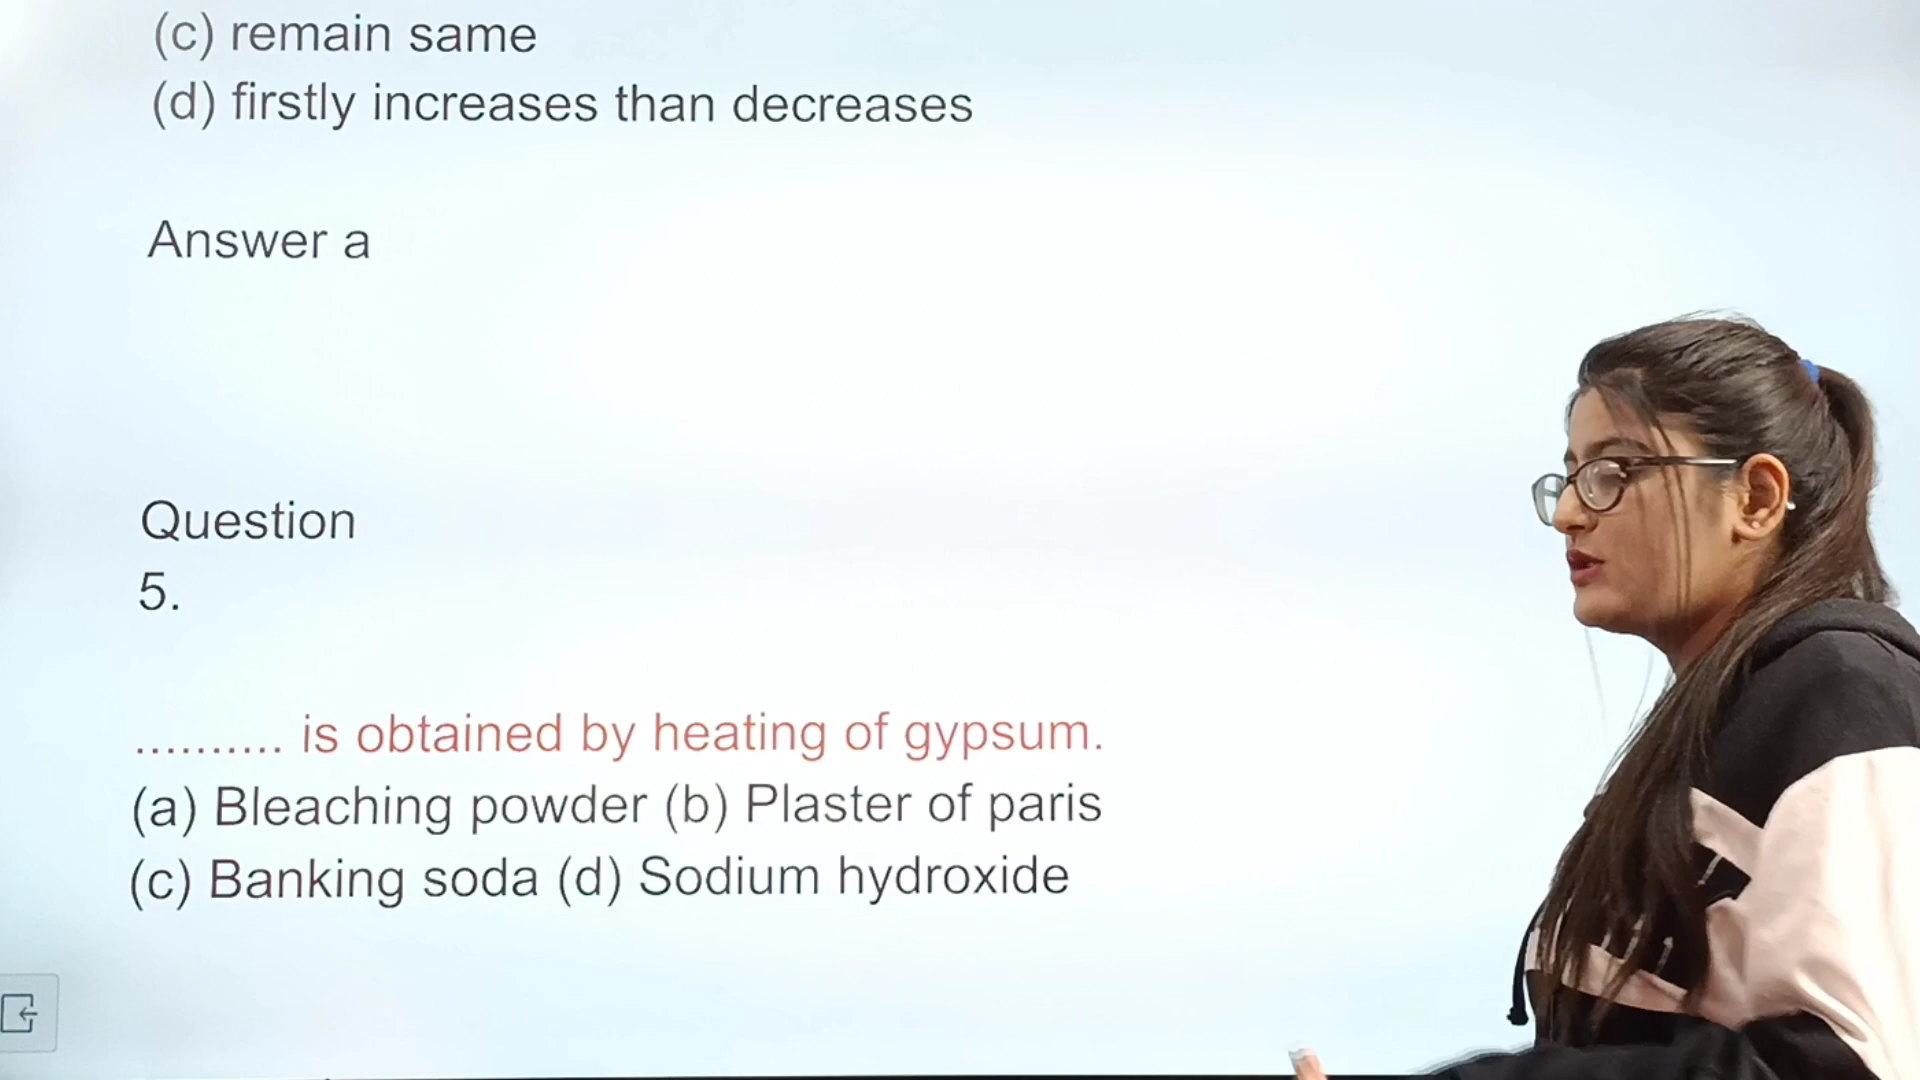 (c) remain same
(d) firstly increases than decreases
Answer a
Question
5.
.......... is obtained by heating of gypsum.
(a) Bleaching powder (b) Plaster of paris
(c) Banking soda (d) Sodium hydroxide